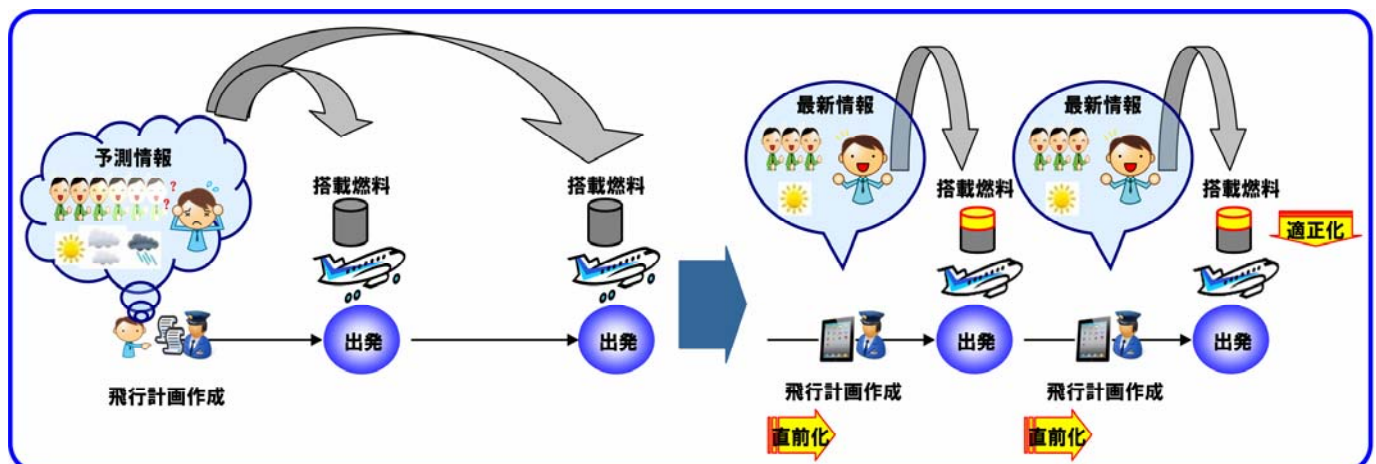 予測情報
?
?
搭載燃料
搭載燃料
出発
出発
飛行計画作成
最新情報
最新情報
搭載燃料
搭載燃料
適正化
出発
出発
飛行計画作成
飛行計画作成
直前化
直前化